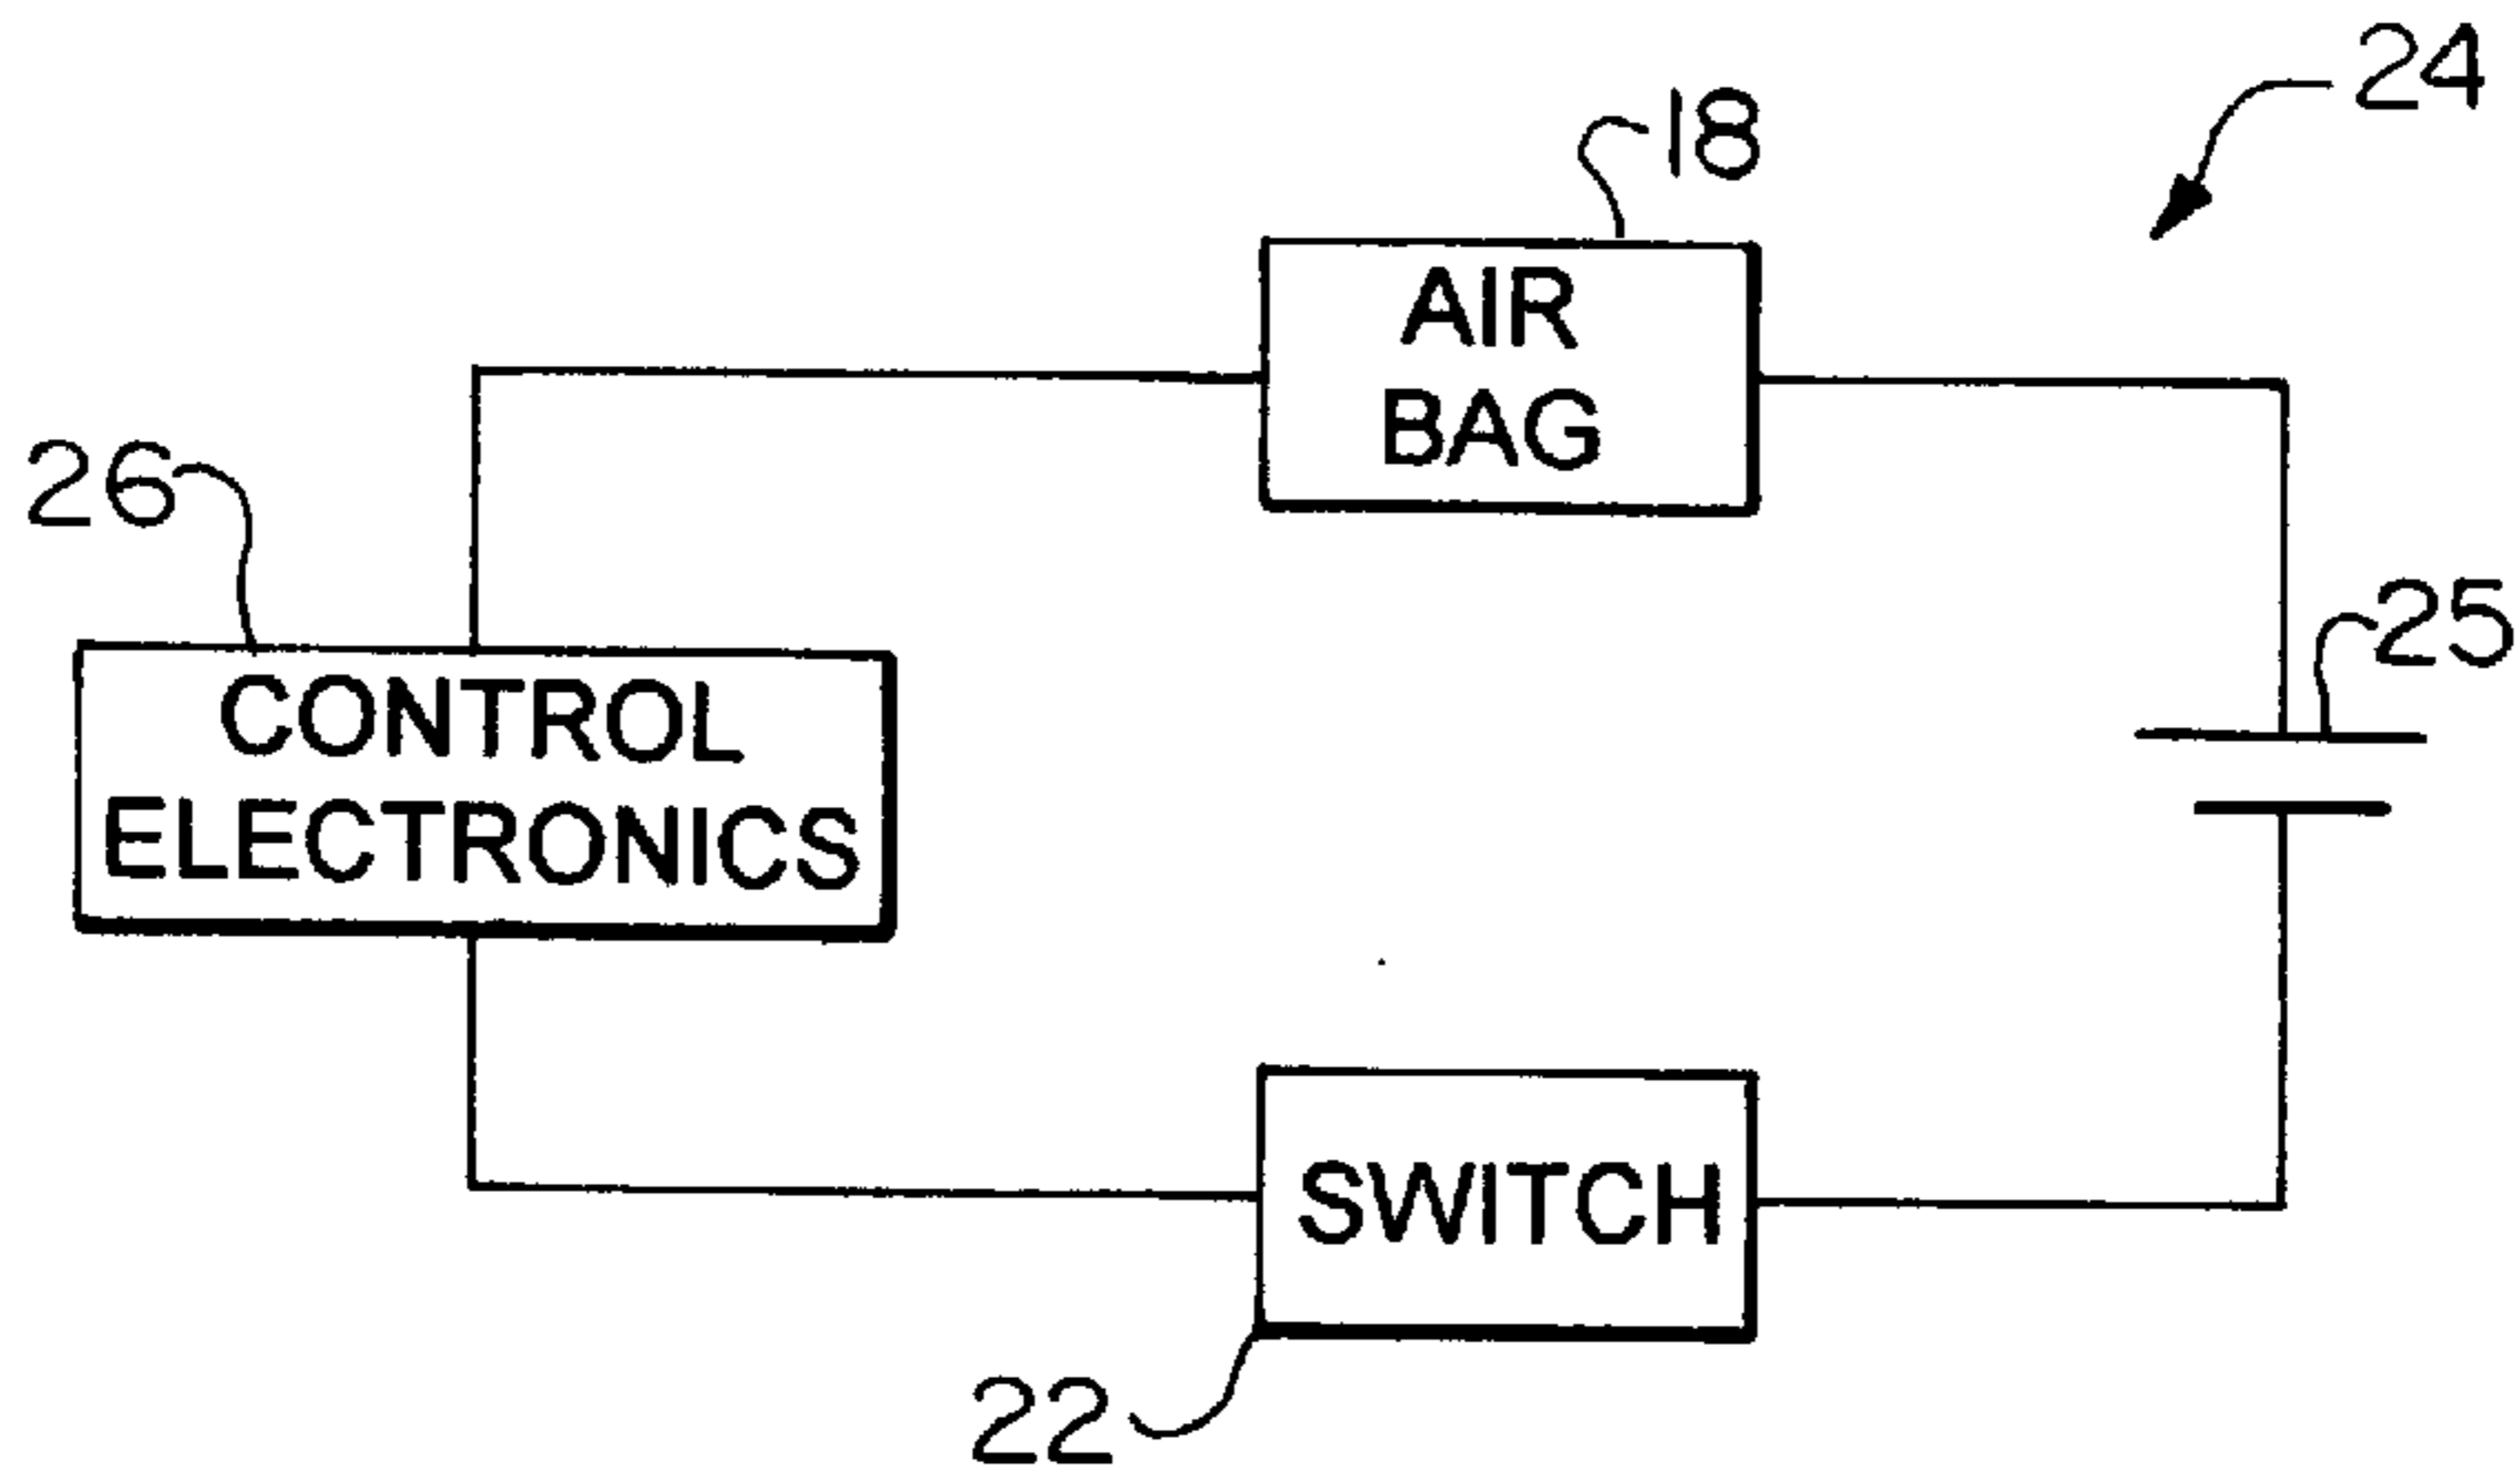 24
18
AIR
BAG
26
25
CONTROL
ELECTRONICS
SWITCH
22